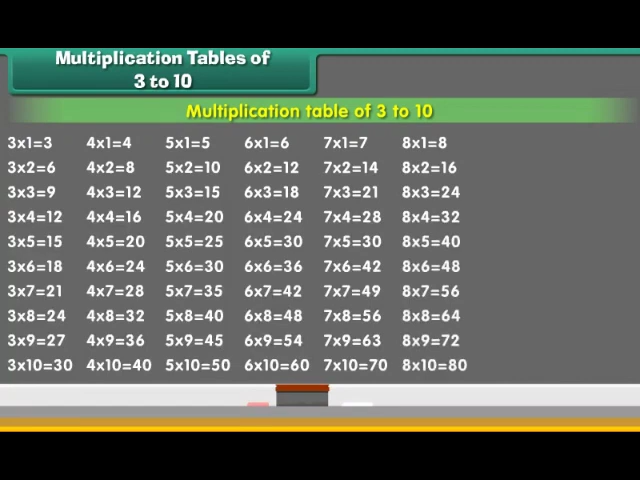 Multiplication Tables of
3 to 10
Multiplication table of 3 to 10
3x1=3 4x1=4 5x1=5 6x1=6 7x1=7 8x1=8
3x2=6 4x2=8 5x2=10 6x2=12 7x2=14 8x2=16
3x3=9 4x3=12 5x3=15 6x3=18 7x3=21 8x3=24
3x4=12 4x4=16 5x4=20 6x4=24 7x4=28 8x4=32
3x5=15 4x5=20 5x5=25 6x5=30 7x5=30 8x5=40
3x6=18 4x6=24 5x6=30 6x6=36 7x6=42 8x6=48
3x7=21 4x7=28 5x7=35 6x7=42 7x7=49 8x7=56
3x8=24 4x8=32 5x8=40 6x8=48 7x8=56 8x8=64
3x9=27 4x9=36 5x9=45 6x9=54 7x9=63 8x9=72
3x10=30 4x10=40 5x10=50 6x10=60 7x10=70 8x10=80